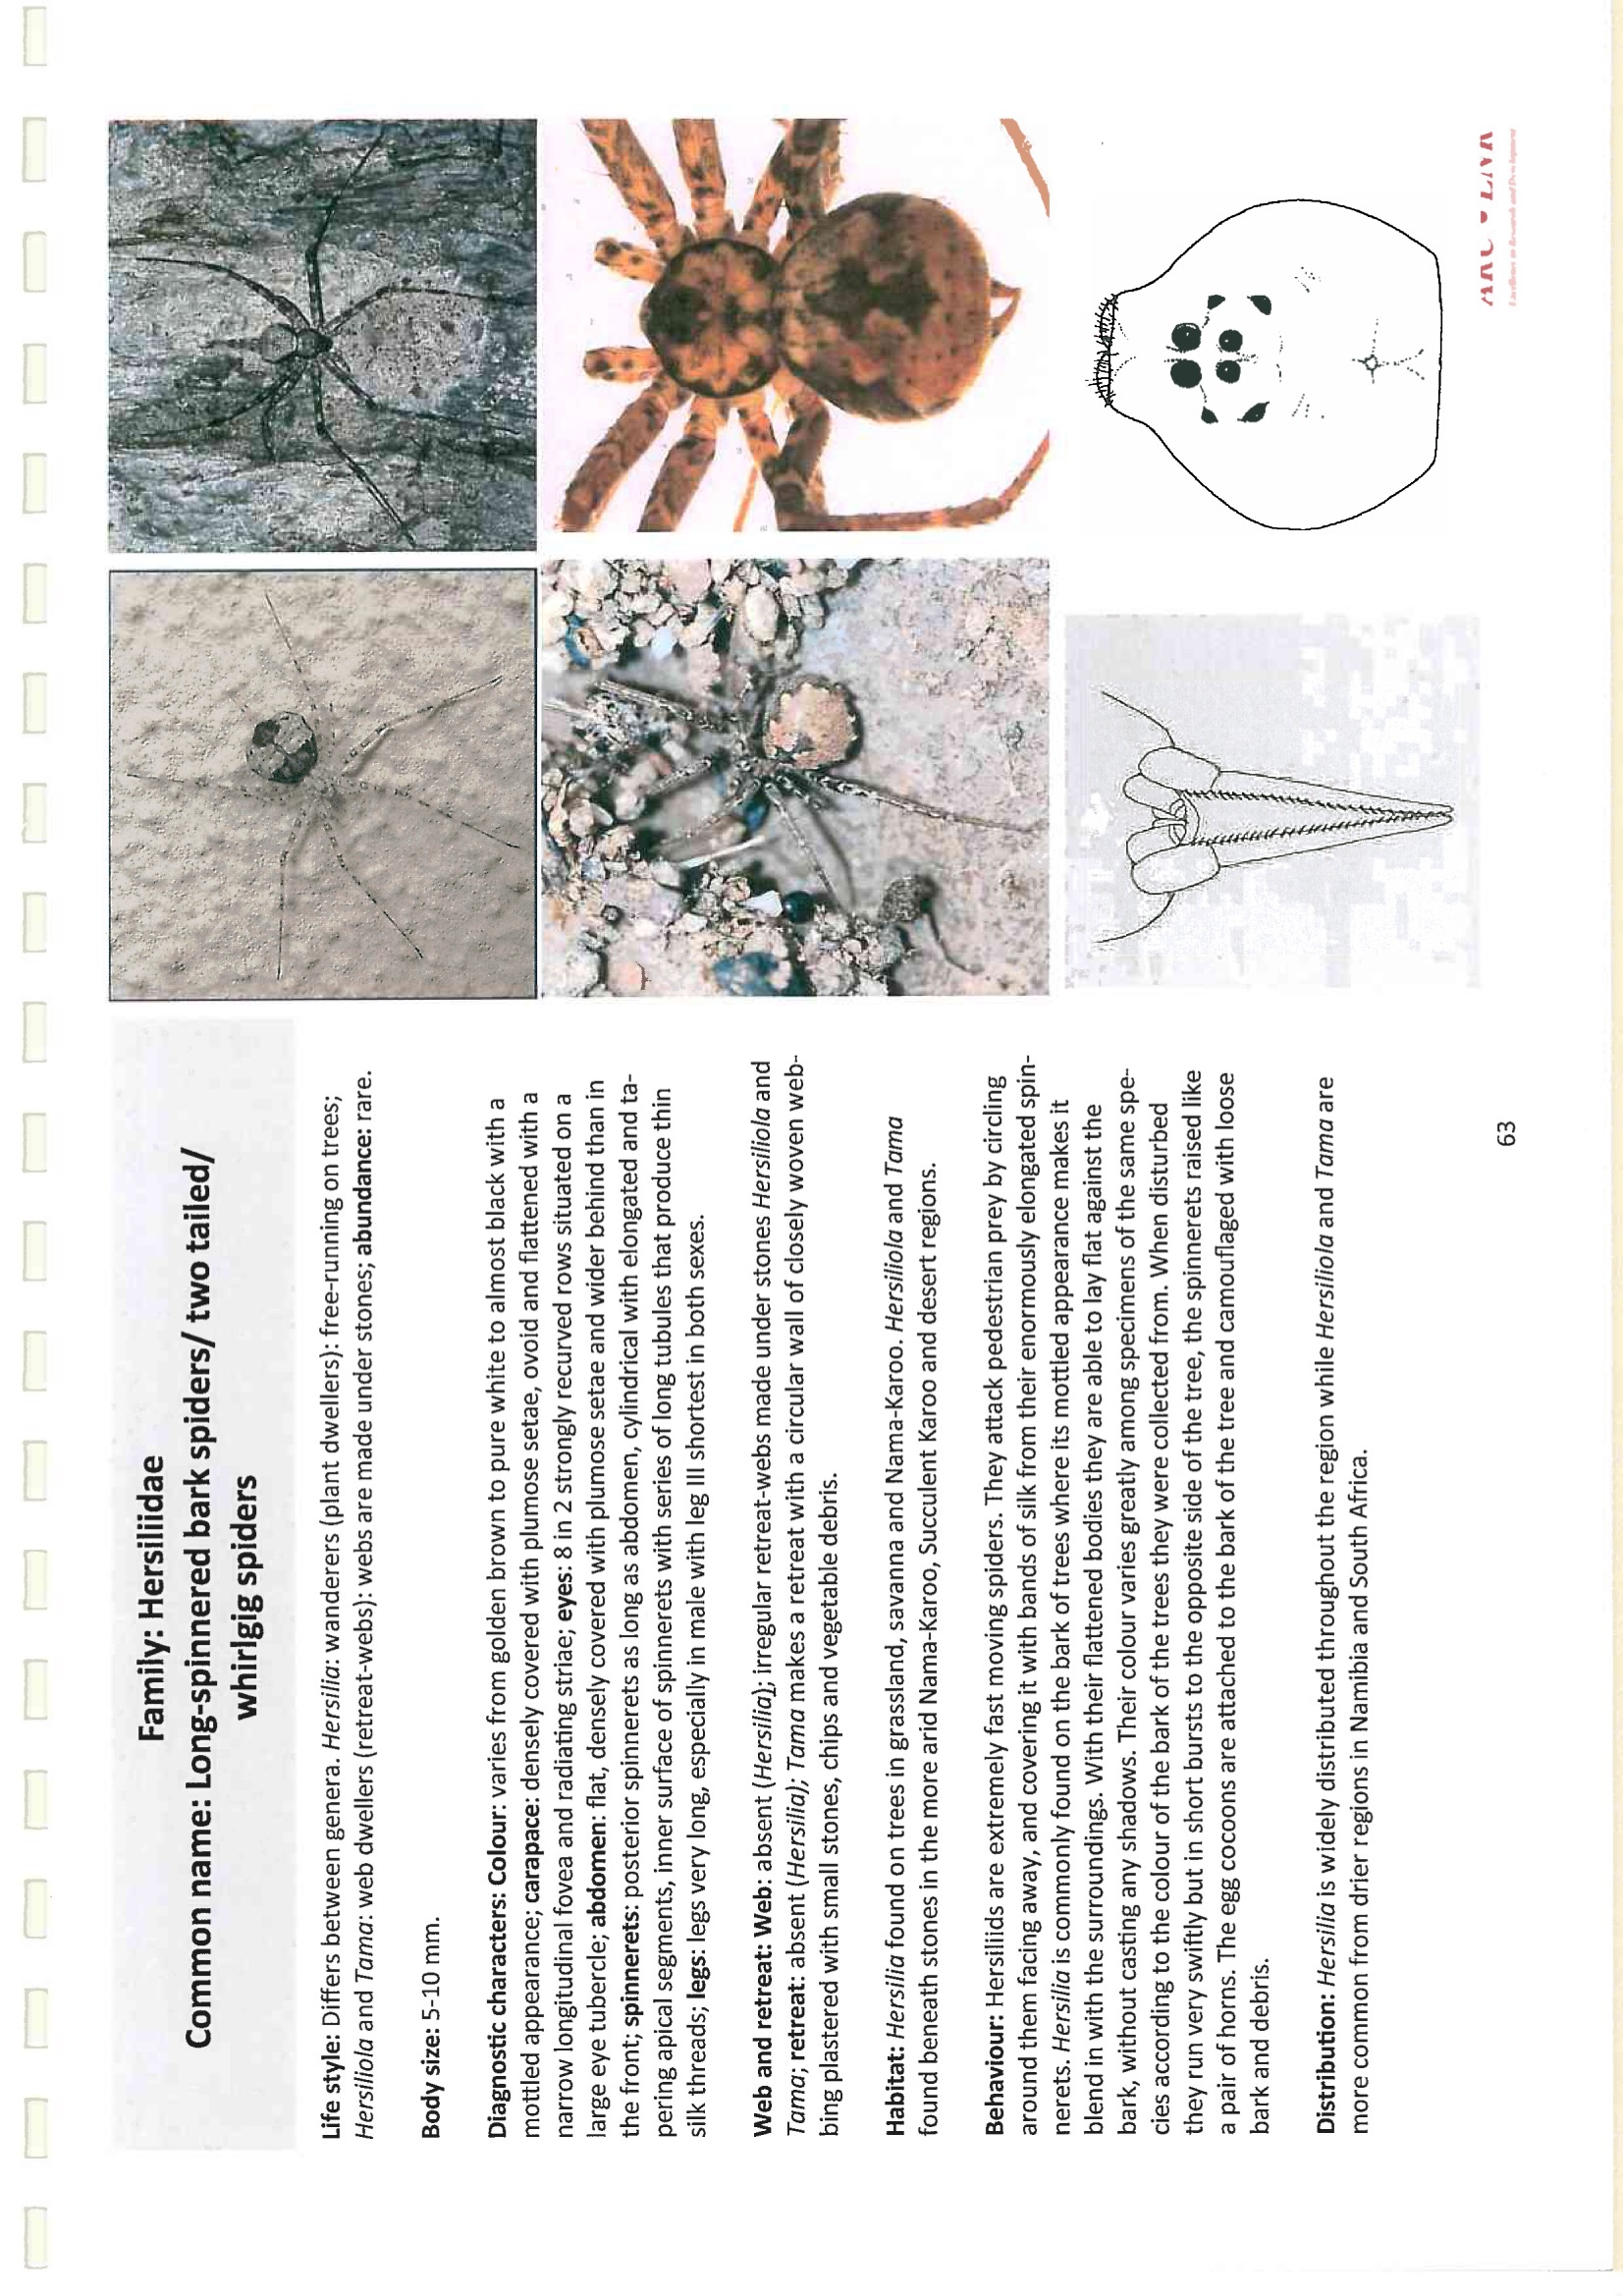 Family: Hersiliidae
Common name: Long-spinnered bark spiders/ two tailed/
whirlgig spiders
Life style: Differs between genera. Hersilia: wanderers (plant dwellers): free-running on trees;
Hersiliola and Tama: web dwellers (retreat-webs): webs are made under stones; abundance: rare.
Body size: 5-10 mm.
Diagnostic characters: Colour: varies from golden brown to pure white to almost black with a
mottled appearance; carapace: densely covered with plumose setae, ovoid and flattened with a
narrow longitudinal fovea and radiating striae; eyes: 8 in 2 strongly recurved rows situated on a
large eye tubercle; abdomen: flat, densely covered with plumose setae and wider behind than in
the front; spinnerets: posterior spinnerets as long as abdomen, cylindrical with elongated and ta-
pering apical segments, inner surface of spinnerets with series of long tubules that produce thin
silk threads; legs: legs very long, especially in male with leg III shortest in both sexes.
Web and retreat: Web: absent (Hersilia); irregular retreat-webs made under stones Hersiliola and
Tama; retreat: absent (Hersilia); Tama makes a retreat with a circular wall of closely woven web-
bing plastered with small stones, chips and vegetable debris.
Habitat: Hersilia found on trees in grassland, savanna and Nama-Karoo. Hersiliola and Tama
found beneath stones in the more arid Nama-Karoo, Succulent Karoo and desert regions.
Behaviour: Hersiliids are extremely fast moving spiders. They attack pedestrian prey by circling
around them facing away, and covering it with bands of silk from their enormously elongated spin-
nerets. Hersilia is commonly found on the bark of trees where its mottled appearance makes it
blend in with the surroundings. With their flattened bodies they are able to lay flat against the
bark, without casting any shadows. Their colour varies greatly among specimens of the same spe-
cies according to the colour of the bark of the trees they were collected from. When disturbed
they run very swiftly but in short bursts to the opposite side of the tree, the spinnerets raised like
a pair of horns. The egg cocoons are attached to the bark of the tree and camouflaged with loose
bark and debris.
Distribution: Hersilia is widely distributed throughout the region while Hersiliola and Tama are
more common from drier regions in Namibia and South Africa.
63
Excellence in Research and Development